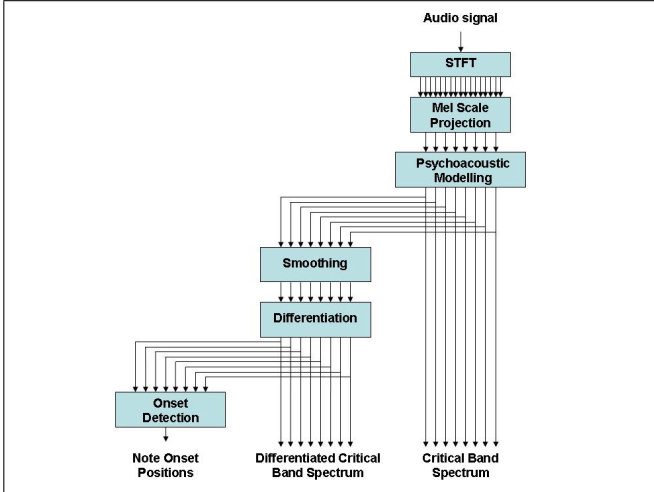 Audio signal
STFT
Mel Scale
Projection
Psychoacoustic
Modelling
Smoothing
Differentiation
Onset
Detection
Note Onset
Positions
Differentiated Critical
Band Spectrum
Critical Band
Spectrum